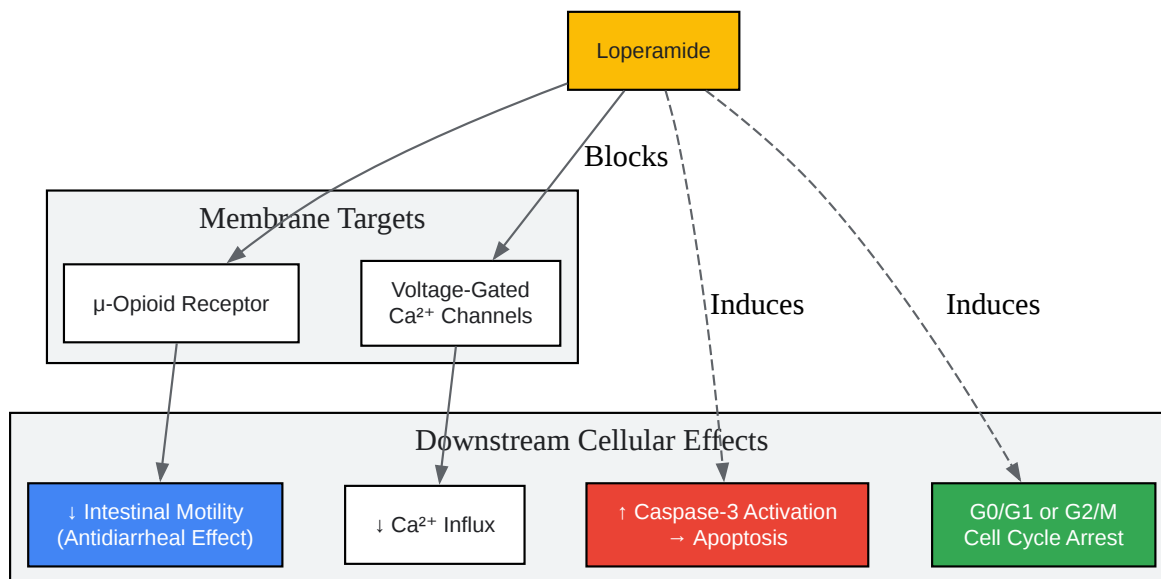 Loperamide
Blocks
Membrane Targets
μ-Opioid Receptor
Voltage-Gated
Ca²⁺ Channels
Induces
Induces
Downstream Cellular Effects
↓ Intestinal Motility
(Antidiarrheal Effect)
↓ Ca²⁺ Influx
↑ Caspase-3 Activation
→ Apoptosis
G0/G1 or G2/M
Cell Cycle Arrest